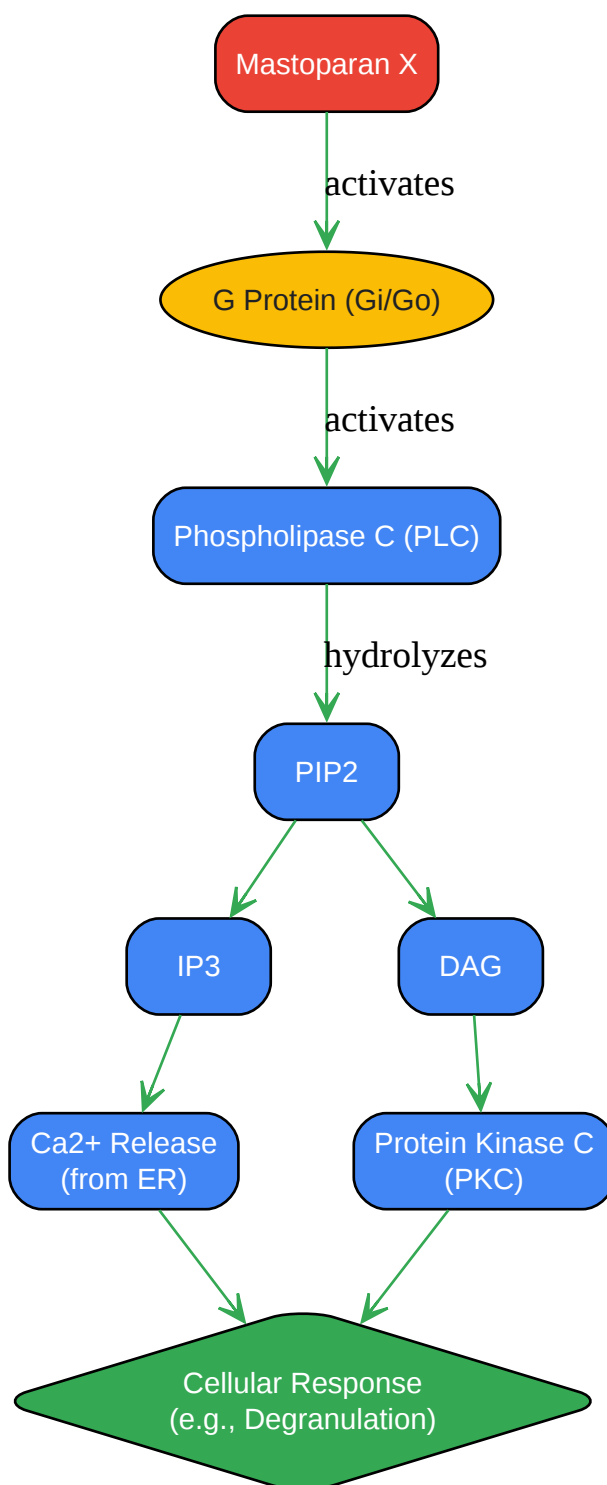 Mastoparan X
activates
G Protein (Gi/Go)
activates
Phospholipase C (PLC)
hydrolyzes
PIP2
IP3
DAG
Ca2+ Release
(from ER)
Protein Kinase C
(PKC)
Cellular Response
(e.g., Degranulation)